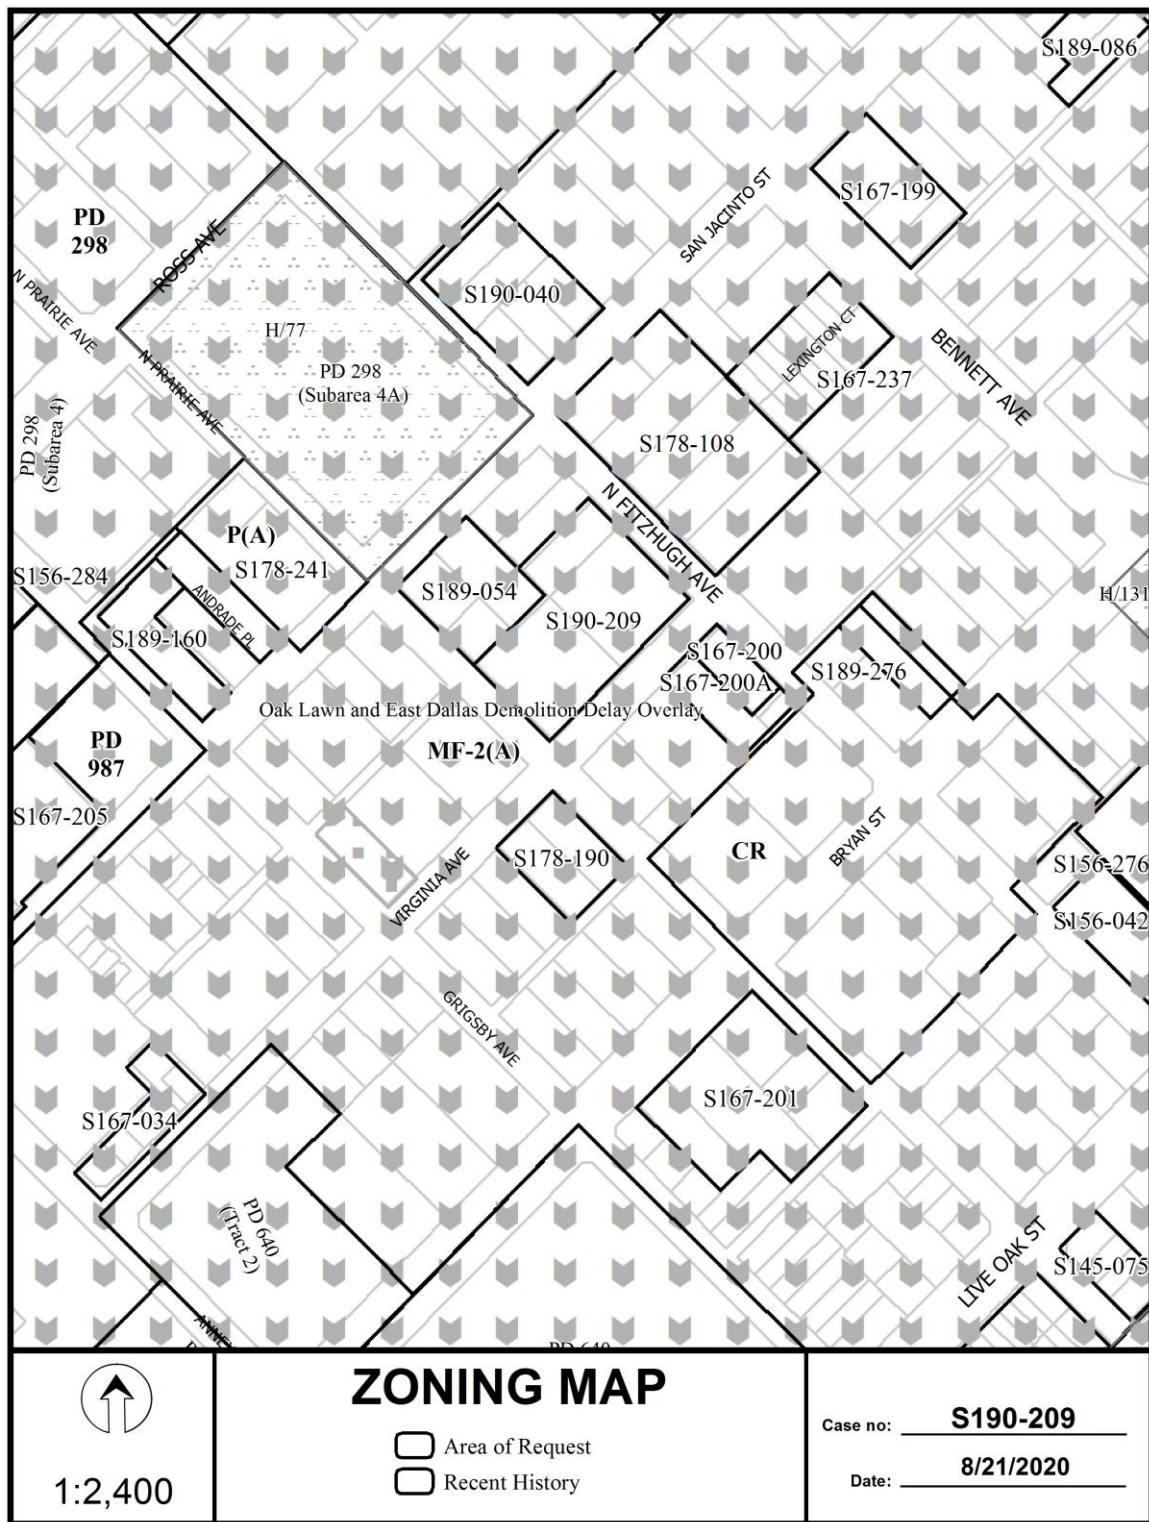 S189-086
S167-199
SAN JACINTO ST
PD
298
ROSS AVE
S190-040
N PRAIRIE AVE
H/77
LEXINGTON CT
BENNETT AVE
N PRAIRIE AVE
PD 298
(Subarea 4A)
S167-237
PD 298
(Subarea 4)
S178-108
N FITZHUGH AVE
P(A)
S178-241
S156-284
S189-054
H/131
ANDRADE PL
S190-209
S189-160
S167-200
S167-200A
S189-276
Oak Lawn and East Dallas Demolition Delay Overlay
PD
987
MF-2(A)
S167-205
CR
BRYAN ST
S178-190
S156-276
VIRGINIA AVE
S156-042
GRIGSBY AVE
S167-201
S167-034
PD 640
(Tract 2)
LIVE OAK ST
S145-075
PD 640
ZONING MAP
Area of Request
Recent History
1:2,400
Case no: S190-209
Date: 8/21/2020